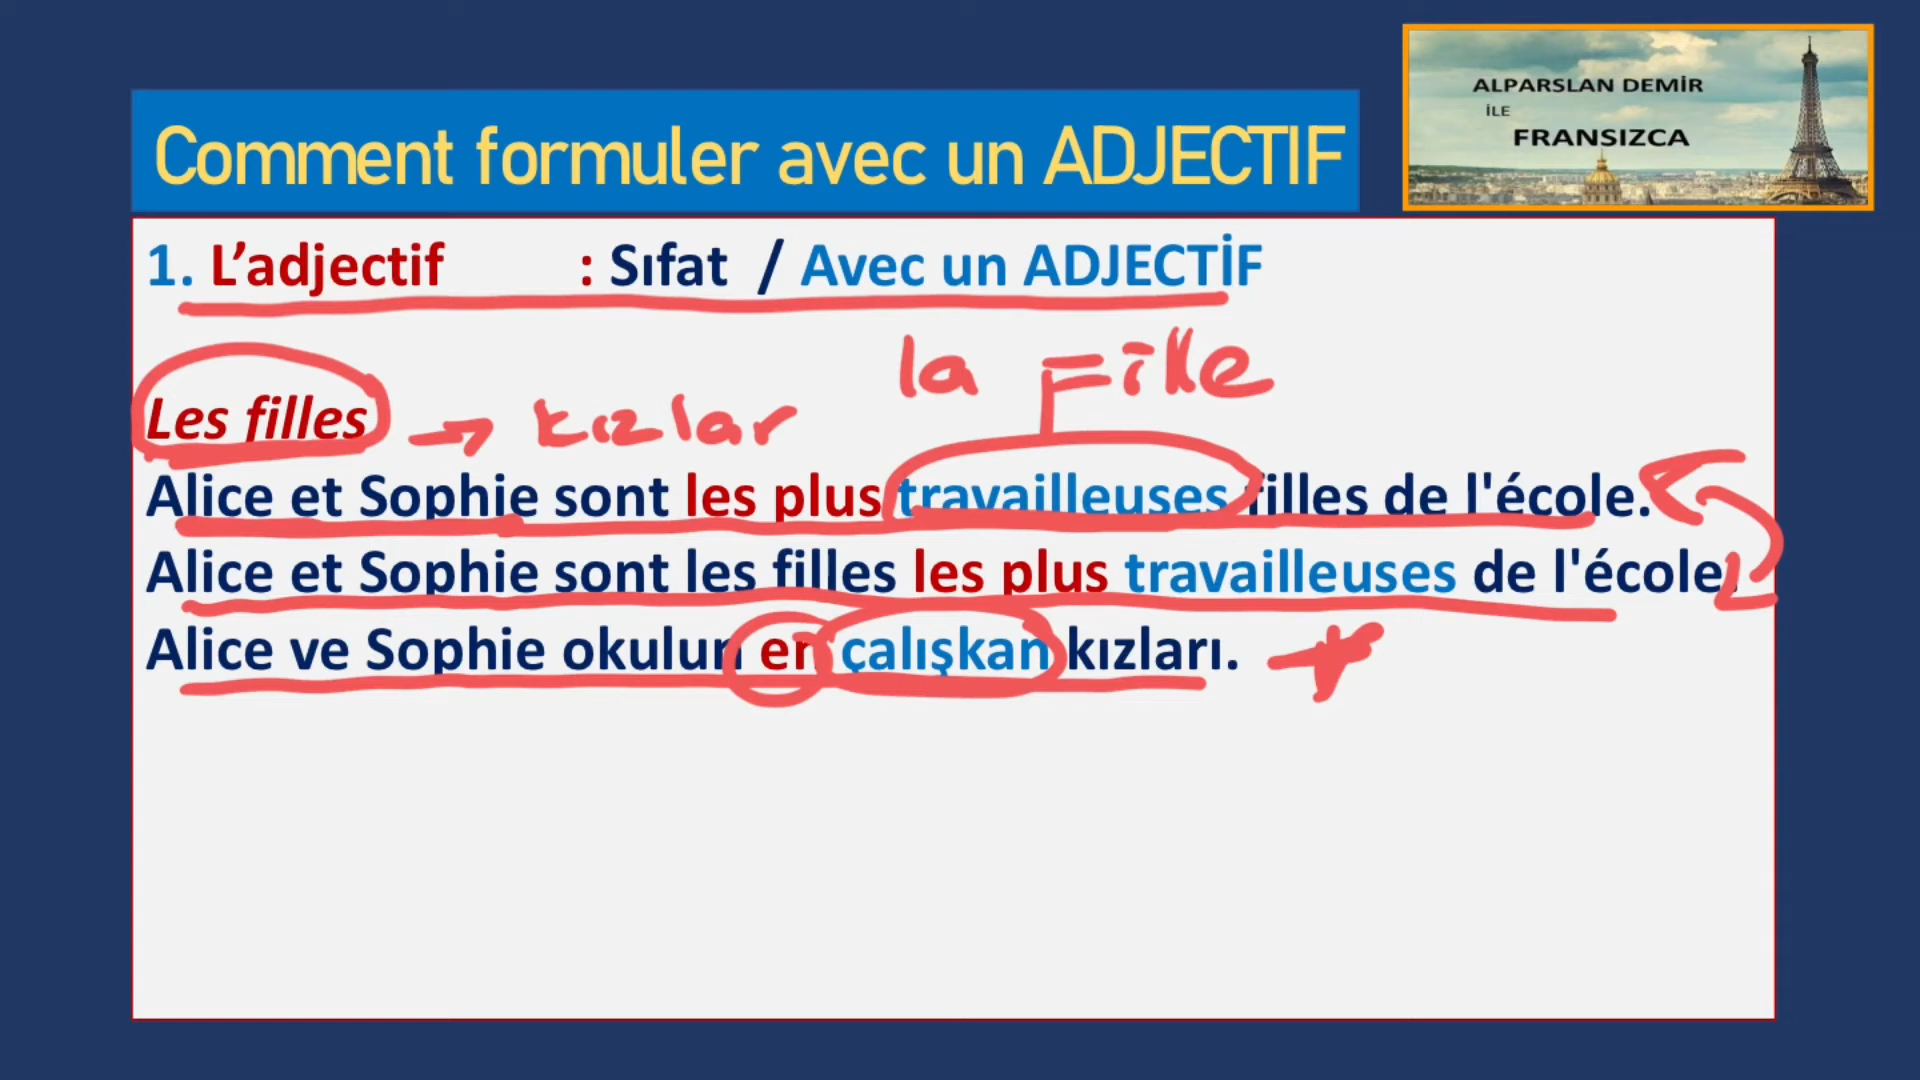 ALPARSLAN DEMİR
İLE
FRANSIZCA
Comment formuler avec un ADJECTIF
1. L’adjectif : Sıfat / Avec un ADJECTİF
la Fille
Les filles → kızlar
Alice et Sophie sont les plus travailleuses filles de l'école.
Alice et Sophie sont les filles les plus travailleuses de l'école.
Alice ve Sophie okulun en çalışkan kızları.